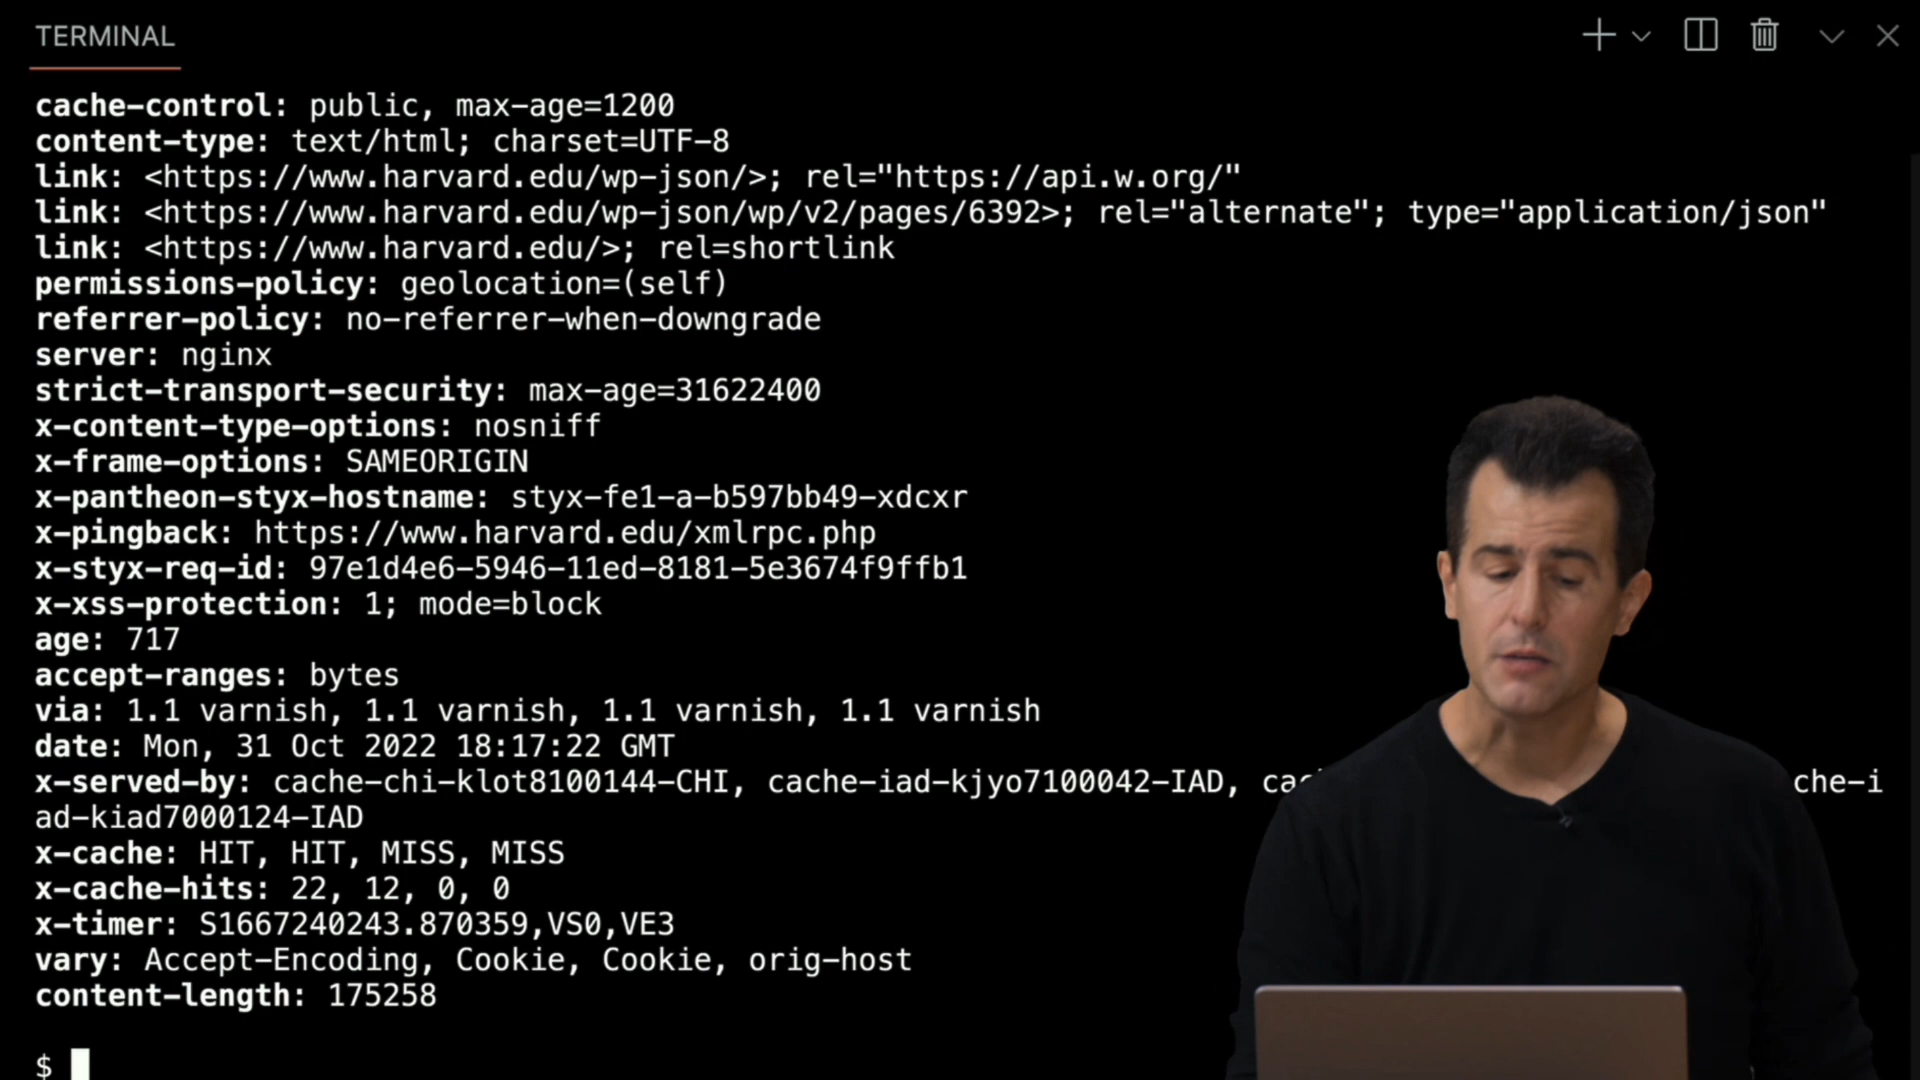 TERMINAL
cache-control: public, max-age=1200
content-type: text/html; charset=UTF-8
link: <https://www.harvard.edu/wp-json/>; rel="https://api.w.org/"
link: <https://www.harvard.edu/wp-json/wp/v2/pages/6392>; rel="alternate"; type="application/json"
link: <https://www.harvard.edu/>; rel=shortlink
permissions-policy: geolocation=(self)
referrer-policy: no-referrer-when-downgrade
server: nginx
strict-transport-security: max-age=31622400
x-content-type-options: nosniff
x-frame-options: SAMEORIGIN
x-pantheon-styx-hostname: styx-fe1-a-b597bb49-xdcxr
x-pingback: https://www.harvard.edu/xmlrpc.php
x-styx-req-id: 97e1d4e6-5946-11ed-8181-5e3674f9ffb1
x-xss-protection: 1; mode=block
age: 717
accept-ranges: bytes
via: 1.1 varnish, 1.1 varnish, 1.1 varnish, 1.1 varnish
date: Mon, 31 Oct 2022 18:17:22 GMT
x-served-by: cache-chi-klot8100144-CHI, cache-iad-kjyo7100042-IAD, che-i
ad-kiad7000124-IAD
x-cache: HIT, HIT, MISS, MISS
x-cache-hits: 22, 12, 0, 0
x-timer: S1667240243.870359,VS0,VE3
vary: Accept-Encoding, Cookie, Cookie, orig-host
content-length: 175258
$